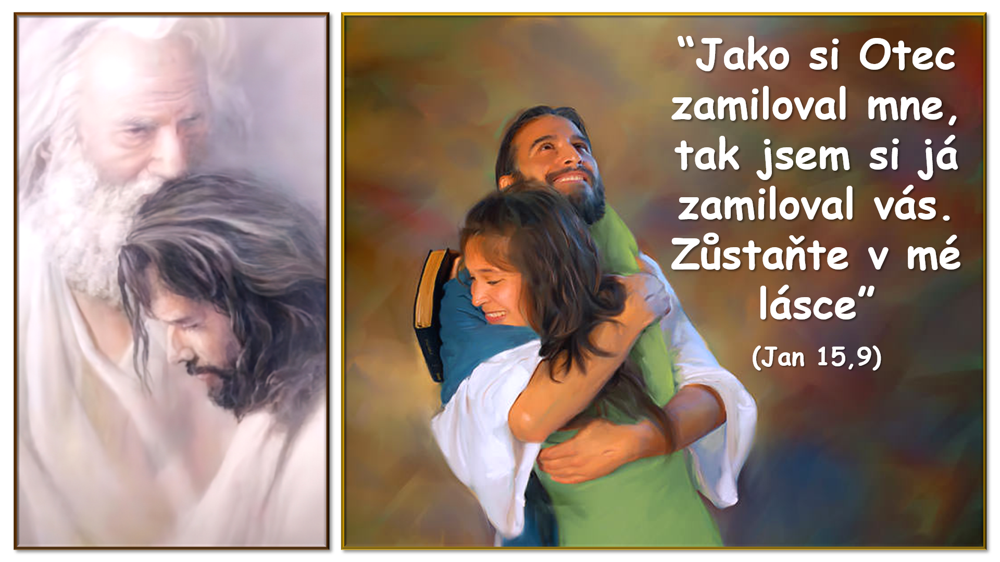 “Jako si Otec
zamiloval mne,
tak jsem si já
zamiloval vás.
Zůstaňte v mé
lásce”
(Jan 15,9)